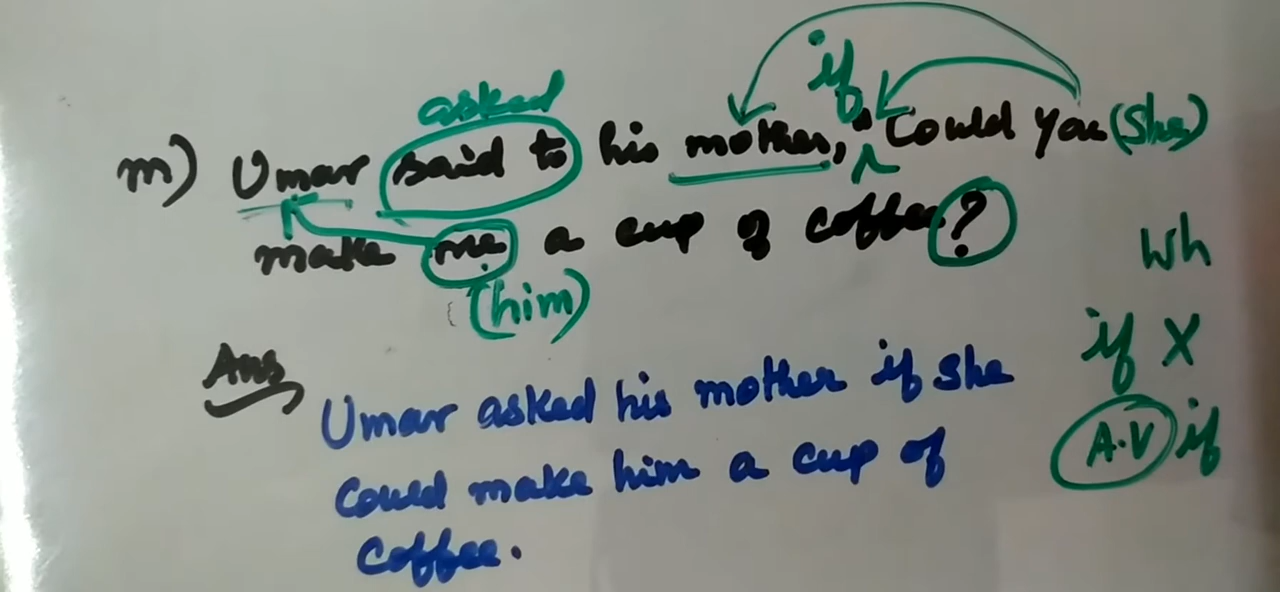 asked
if
m) Umar said to his mother, "Could you (She)
make me a cup of coffee?
(him)
Wh
if X
A.V if
Ans
Umar asked his mother if she
could make him a cup of
coffee.